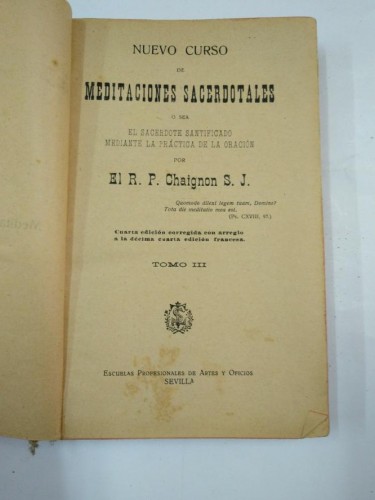 NUEVO CURSO
DE
MEDITACIONES SACERDOTALES
O SEA
EL SACERDOTE SANTIFICADO
MEDIANTE LA PRÁCTICA DE LA ORACIÓN
POR
El R. P. Chaignon S. J.
Quomodo dilexi legem tuam, Domine?
Tota die meditatio mea est.
(Ps. CXVIII, 97.)
Cuarta edición corregida con arreglo
á la décima cuarta edición francesa.
TOMO III
ESCUELAS PROFESIONALES DE ARTES Y OFICIOS
SEVILLA